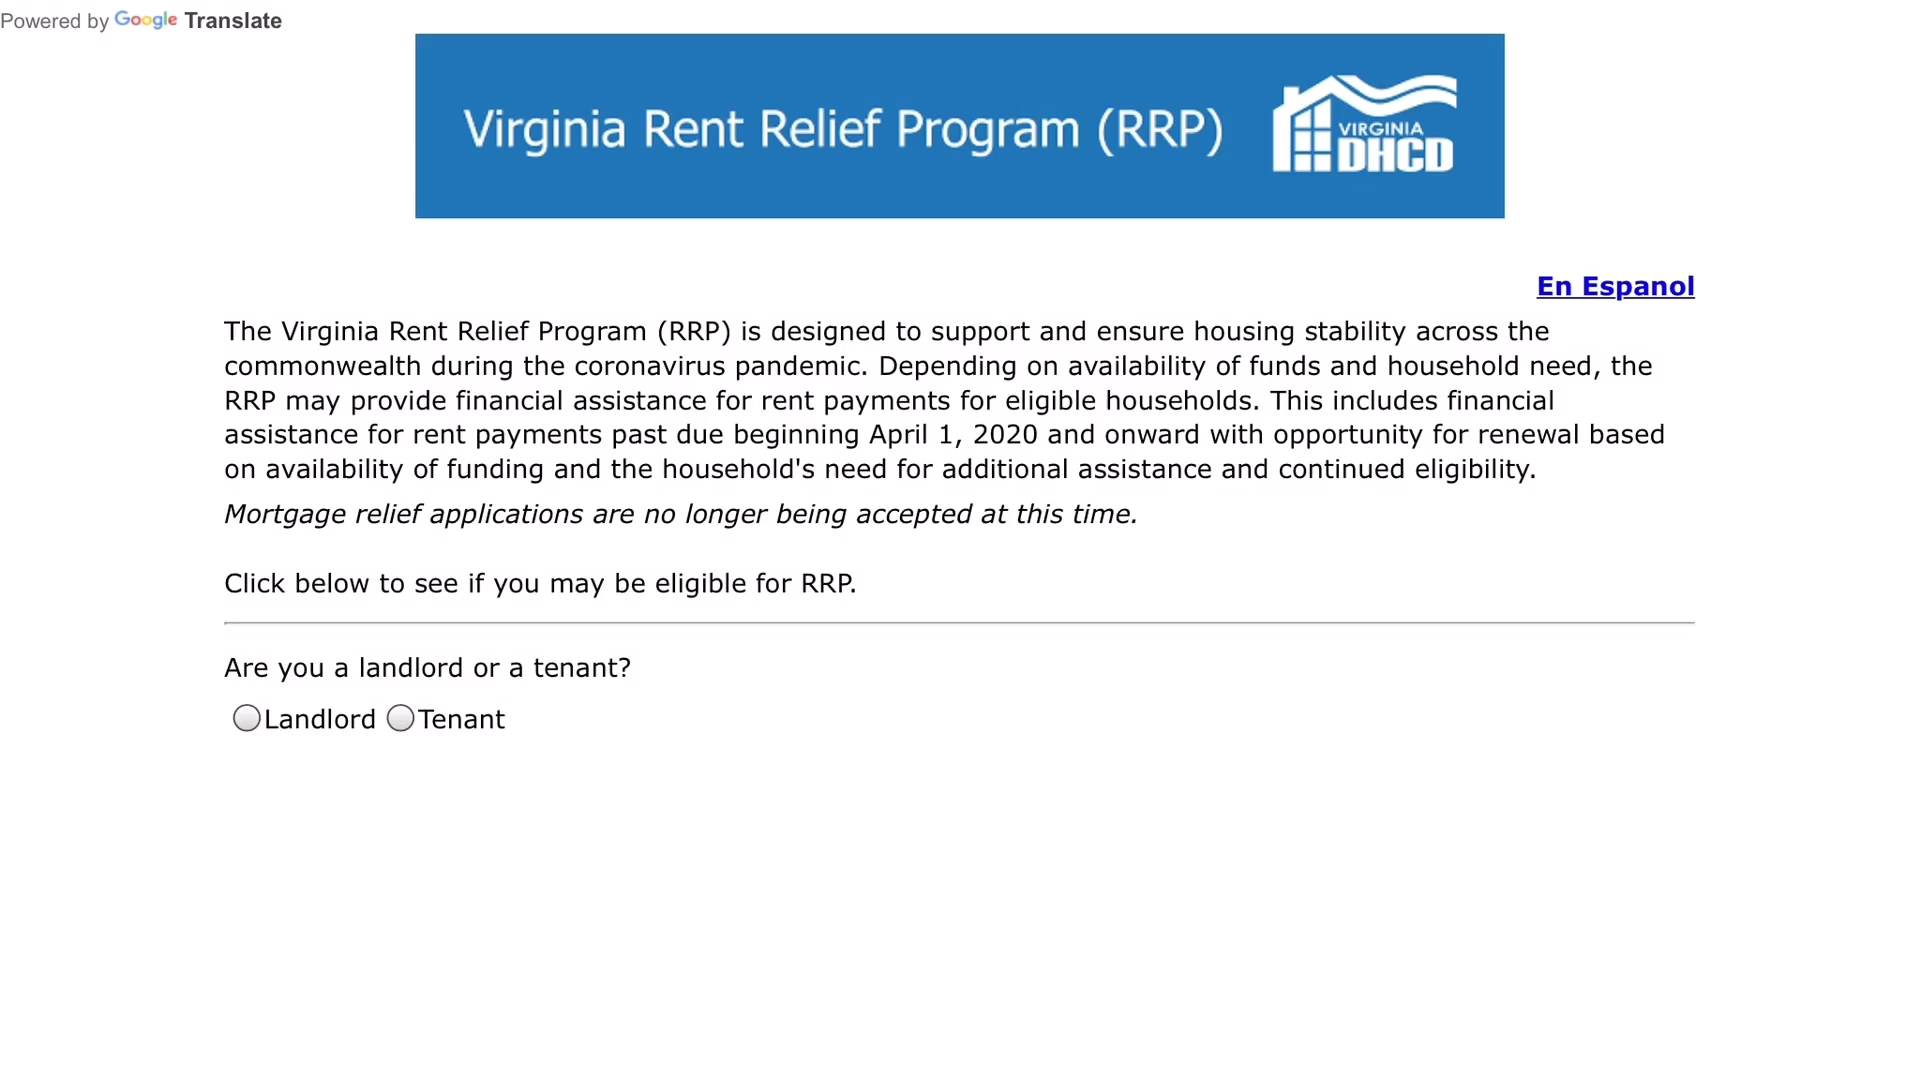 Powered by Google Translate
Virginia Rent Relief Program (RRP)
VIRGINIA
DHCD
En Espanol
The Virginia Rent Relief Program (RRP) is designed to support and ensure housing stability across the
commonwealth during the coronavirus pandemic. Depending on availability of funds and household need, the
RRP may provide financial assistance for rent payments for eligible households. This includes financial
assistance for rent payments past due beginning April 1, 2020 and onward with opportunity for renewal based
on availability of funding and the household's need for additional assistance and continued eligibility.
Mortgage relief applications are no longer being accepted at this time.
Click below to see if you may be eligible for RRP.
Are you a landlord or a tenant?
Landlord Tenant